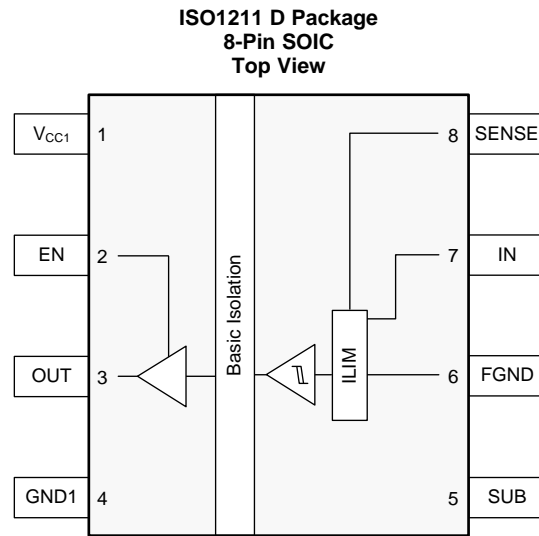 ISO1211 D Package
8-Pin SOIC
Top View
VCC1 1
8 SENSE
EN 2
7 IN
Basic Isolation
ILIM
OUT 3
6 FGND
GND1 4
5 SUB